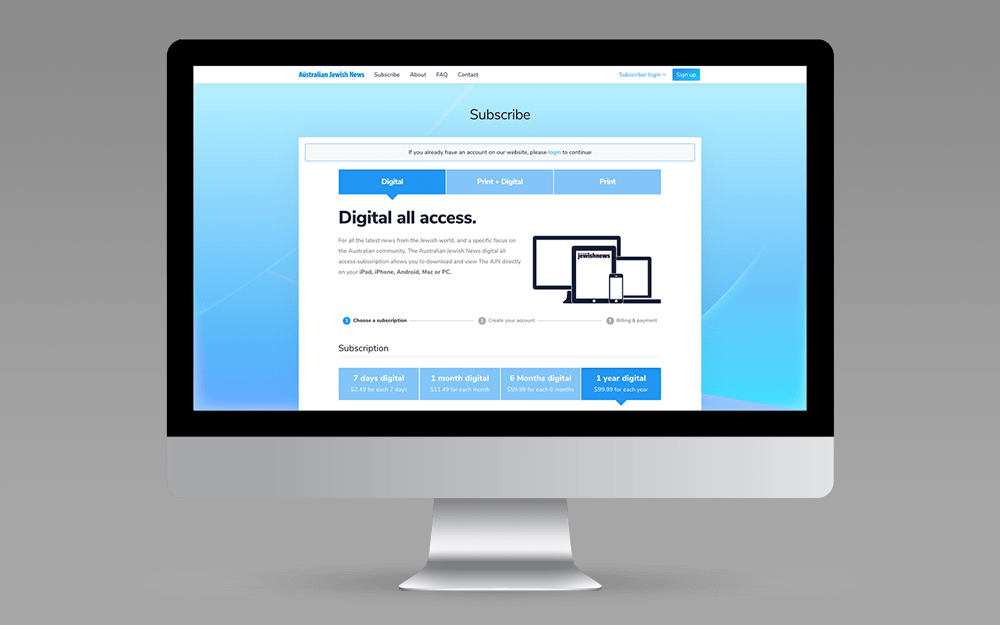 Australian Jewish News Subscribe About FAQ Contact Subscriber login Sign up
Subscribe
If you already have an account on our website, please login to continue
Digital Print + Digital Print
Digital all access.
For all the latest news from the Jewish world, and a specific focus on
the Australian community, The Australian Jewish News digital all
access subscription allows you to download and view The AJN directly
on your iPad, iPhone, Android, Mac or PC.
jewishnews
1 Choose a subscription 2 Create your account 3 Billing & payment
Subscription
7 days digital 1 month digital 6 Months digital 1 year digital
$2.49 for each 7 days $11.49 for each month $59.99 for each 6 months $99.99 for each year